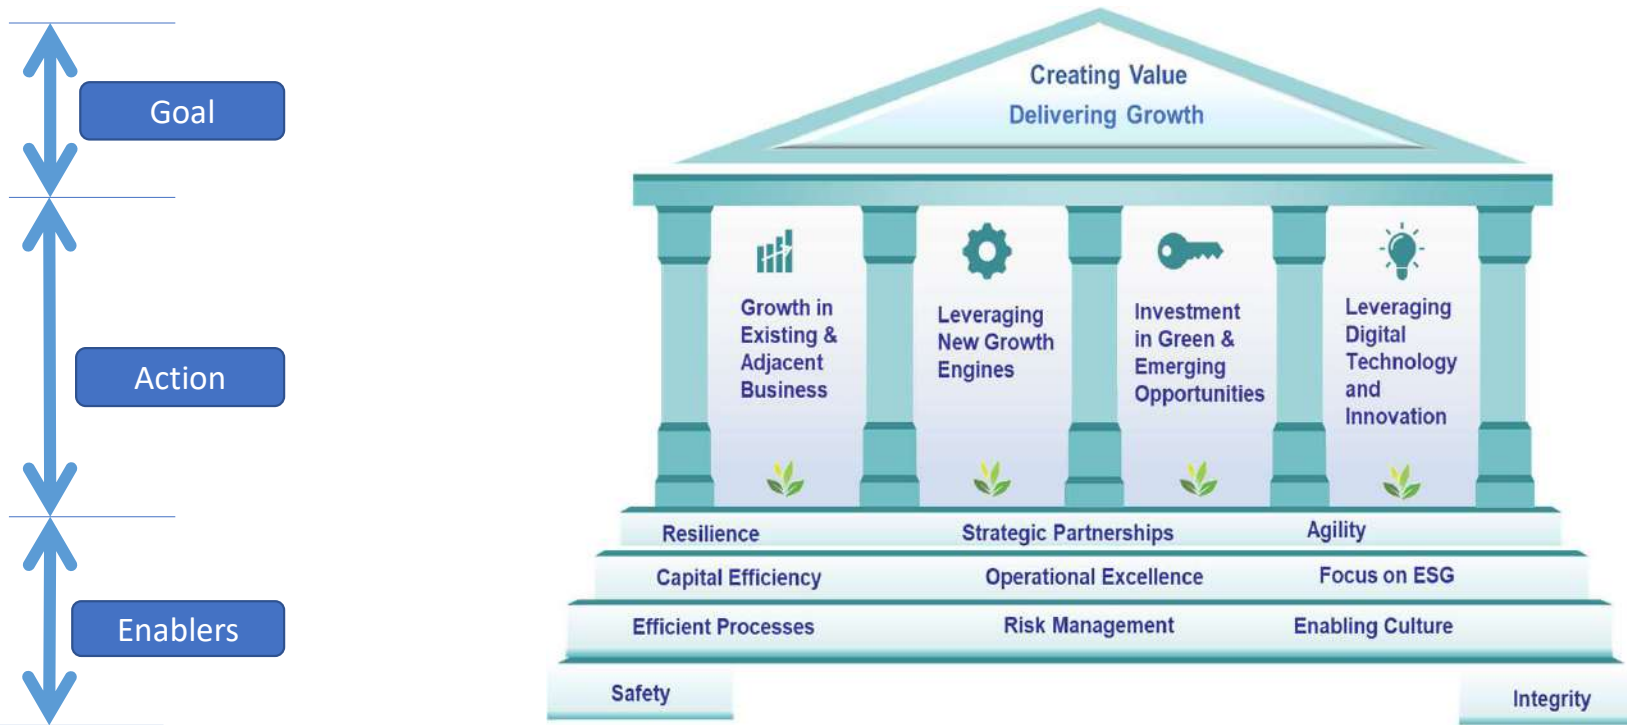 Goal
Action
Enablers
Creating Value
Delivering Growth
Growth in
Existing &
Adjacent
Business
Leveraging
New Growth
Engines
Investment
in Green &
Emerging
Opportunities
Leveraging
Digital
Technology
and
Innovation
Resilience
Strategic Partnerships
Agility
Capital Efficiency
Operational Excellence
Focus on ESG
Efficient Processes
Risk Management
Enabling Culture
Safety
Integrity